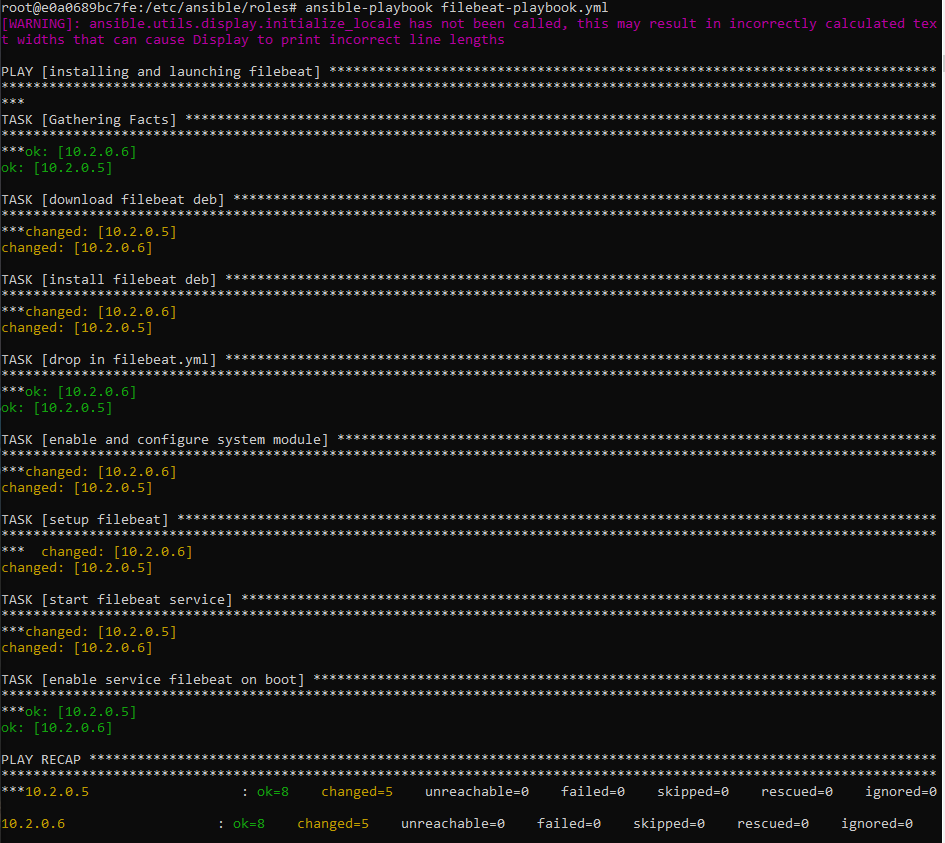 root@e0a0689bc7fe:/etc/ansible/roles# ansible-playbook filebeat-playbook.yml
[WARNING]: ansible.utils.display.initialize_locale has not been called, this may result in incorrectly calculated tex
t widths that can cause Display to print incorrect line lengths
PLAY [installing and launching filebeat] ****************************************************************************
*********************************************************************************************************************
***
TASK [Gathering Facts] **********************************************************************************************
*********************************************************************************************************************
***ok: [10.2.0.6]
ok: [10.2.0.5]
TASK [download filebeat deb] ****************************************************************************************
*********************************************************************************************************************
***changed: [10.2.0.5]
changed: [10.2.0.6]
TASK [install filebeat deb] *****************************************************************************************
*********************************************************************************************************************
***changed: [10.2.0.6]
changed: [10.2.0.5]
TASK [drop in filebeat.yml] *****************************************************************************************
*********************************************************************************************************************
***ok: [10.2.0.6]
ok: [10.2.0.5]
TASK [enable and configure system module] ***************************************************************************
*********************************************************************************************************************
***changed: [10.2.0.6]
changed: [10.2.0.5]
TASK [setup filebeat] ***********************************************************************************************
*********************************************************************************************************************
***  changed: [10.2.0.6]
changed: [10.2.0.5]
TASK [start filebeat service] ***************************************************************************************
*********************************************************************************************************************
***changed: [10.2.0.5]
changed: [10.2.0.6]
TASK [enable service filebeat on boot] ******************************************************************************
*********************************************************************************************************************
***ok: [10.2.0.5]
ok: [10.2.0.6]
PLAY RECAP **********************************************************************************************************
*********************************************************************************************************************
***10.2.0.5                   : ok=8    changed=5    unreachable=0    failed=0    skipped=0    rescued=0    ignored=0
10.2.0.6                   : ok=8    changed=5    unreachable=0    failed=0    skipped=0    rescued=0    ignored=0